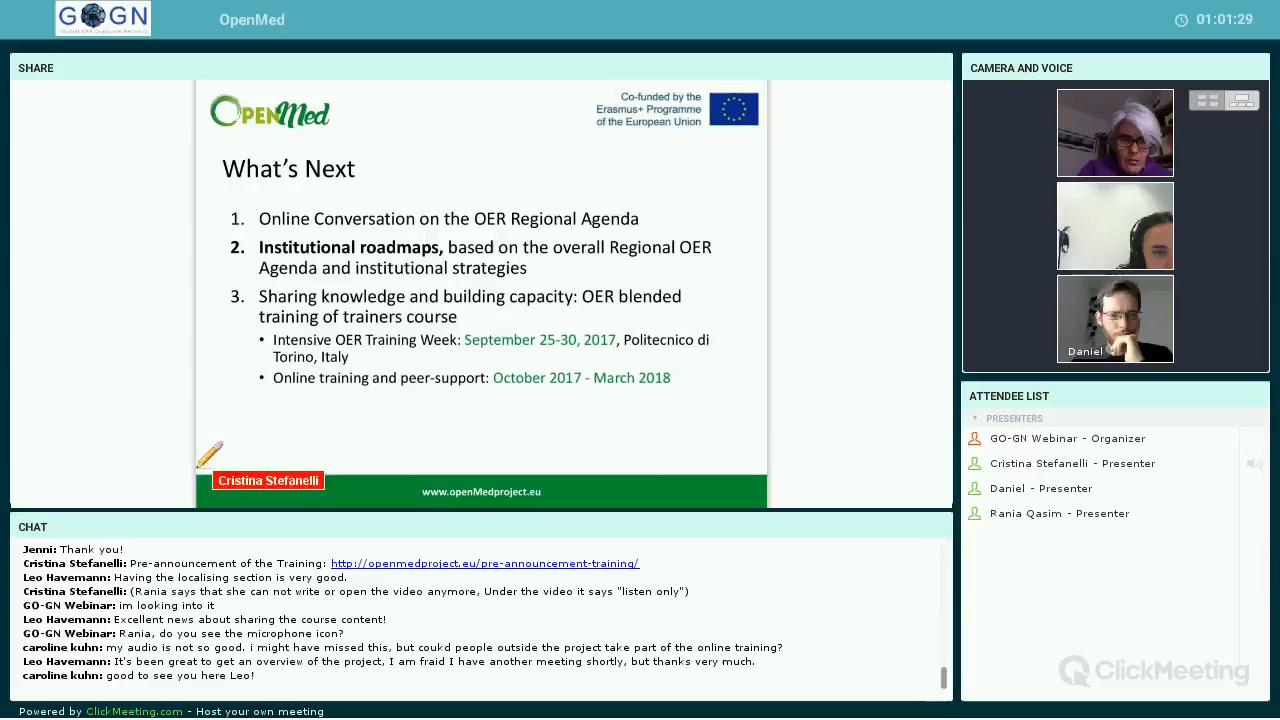 GO GN
OpenMed
01:01:29
SHARE
OPENMed
Co-funded by the
Erasmus+ Programme
of the European Union
What's Next
1. Online Conversation on the OER Regional Agenda
2. Institutional roadmaps, based on the overall Regional OER
Agenda and institutional strategies
3. Sharing knowledge and building capacity: OER blended
training of trainers course
• Intensive OER Training Week: September 25-30, 2017, Politecnico di
Torino, Italy
• Online training and peer-support: October 2017 - March 2018
Cristina Stefanelli
www.openMedproject.eu
CHAT
Jenni: Thank you!
Cristina Stefanelli: Pre-announcement of the Training: http://openmedproject.eu/pre-announcement-training/
Leo Havemann: Having the localising section is very good.
Cristina Stefanelli: (Rania says that she can not write or open the video anymore, Under the video it says "listen only")
GO-GN Webinar: im looking into it
Leo Havemann: Excellent news about sharing the course content!
GO-GN Webinar: Rania, do you see the microphone icon?
caroline kuhn: my audio is not so good. i might have missed this, but coukd people outside the project take part of the online training?
Leo Havemann: It's been great to get an overview of the project, I am fraid I have another meeting shortly, but thanks very much.
caroline kuhn: good to see you here Leo!
CAMERA AND VOICE
Daniel
ATTENDEE LIST
PRESENTERS
GO-GN Webinar - Organizer
Cristina Stefanelli - Presenter
Daniel - Presenter
Rania Qasim - Presenter
ClickMeeting
Powered by ClickMeeting.com - Host your own meeting